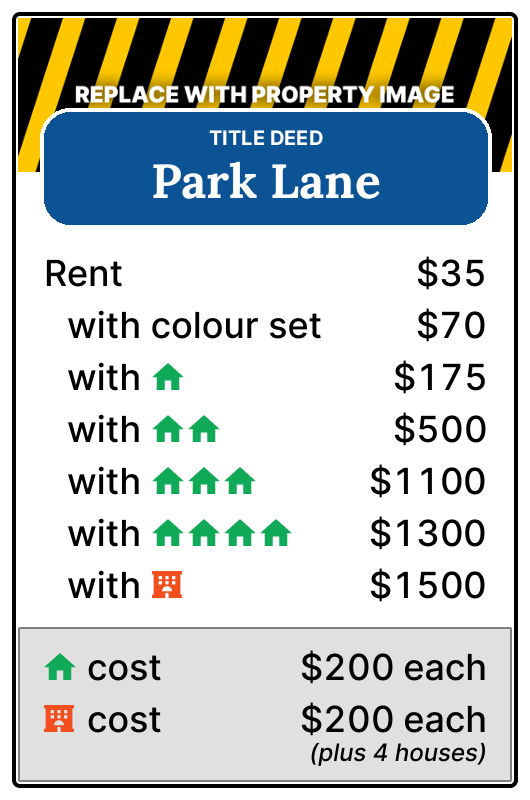 REPLACE WITH PROPERTY IMAGE
TITLE DEED
Park Lane
Rent $35
with colour set $70
with $175
with $500
with $1100
with $1300
with $1500
cost $200 each
cost $200 each
(plus 4 houses)